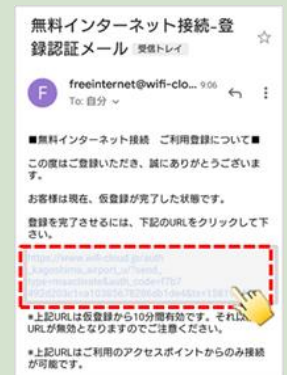 無料インターネット接続-登
録認証メール 受信トレイ
F
freeinternet@wifi-clo... 9:06
To: 自分
■無料インターネット接続 ご利用登録について■
この度はご登録いただき、誠にありがとうございま
す。
お客様は現在、仮登録が完了した状態です。
登録を完了させるには、下記のURLをクリックして下
さい。
https://www.wifi-cloud.jp/auth
_kagoshima_airport_u/?send_
*上記URLは仮登録から10分間有効です。それ以
URLが無効となりますのでご注意ください。
*上記URLはご利用のアクセスポイントからのみ接続
が可能です。